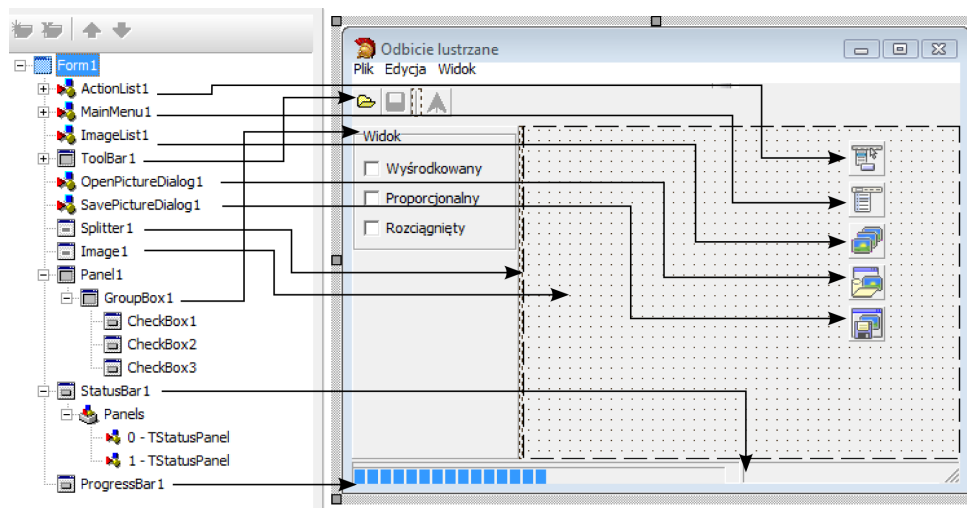 Form1
ActionList1
MainMenu1
ImageList1
ToolBar1
OpenPictureDialog1
SavePictureDialog1
Splitter1
Image1
Panel1
GroupBox1
CheckBox1
CheckBox2
CheckBox3
StatusBar1
Panels
0 - TStatusPanel
1 - TStatusPanel
ProgressBar1
Odbicie lustrzane
Plik Edycja Widok
Widok
Wyśrodkowany
Proporcjonalny
Rozciągnięty